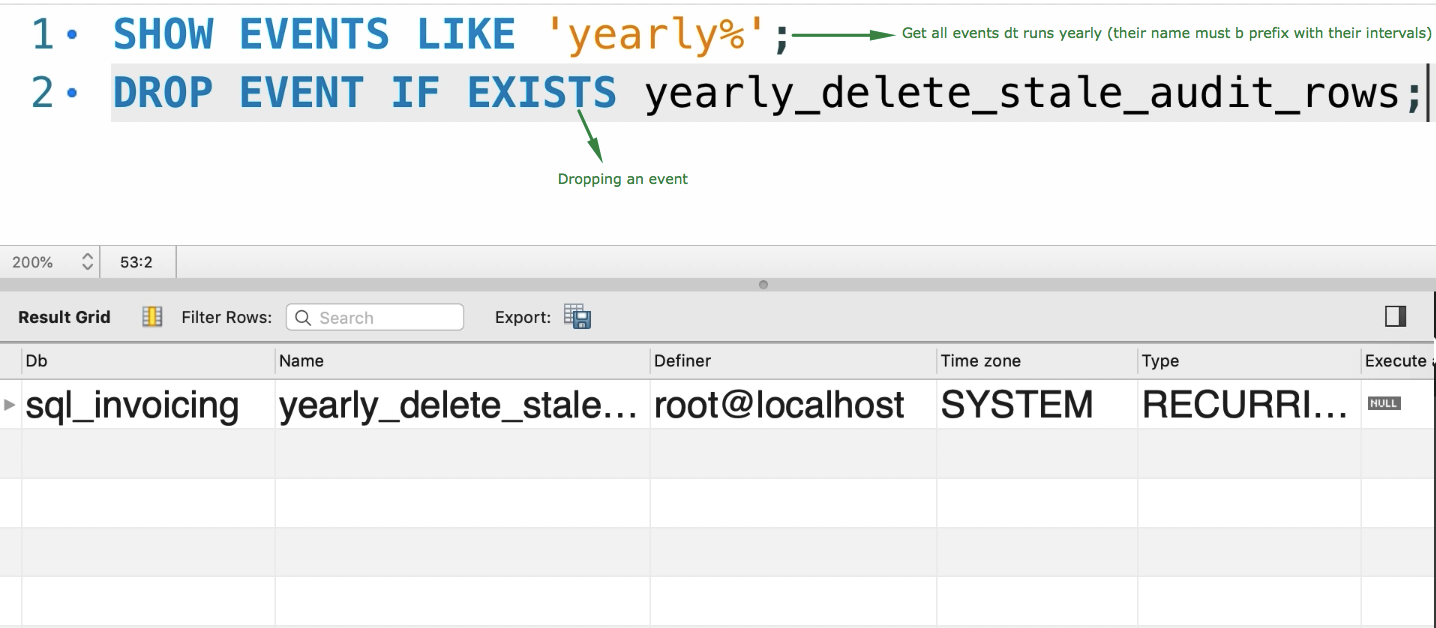 1 SHOW EVENTS LIKE 'yearly%'; Get all events dt runs yearly (their name must b prefix with their intervals)
2 DROP EVENT IF EXISTS yearly_delete_stale_audit_rows;
Dropping an event
200% 53:2
Result Grid Filter Rows: Search Export:
Db Name Definer Time zone Type Execute
sql_invoicing yearly_delete_stale... root@localhost SYSTEM RECURRI... NULL